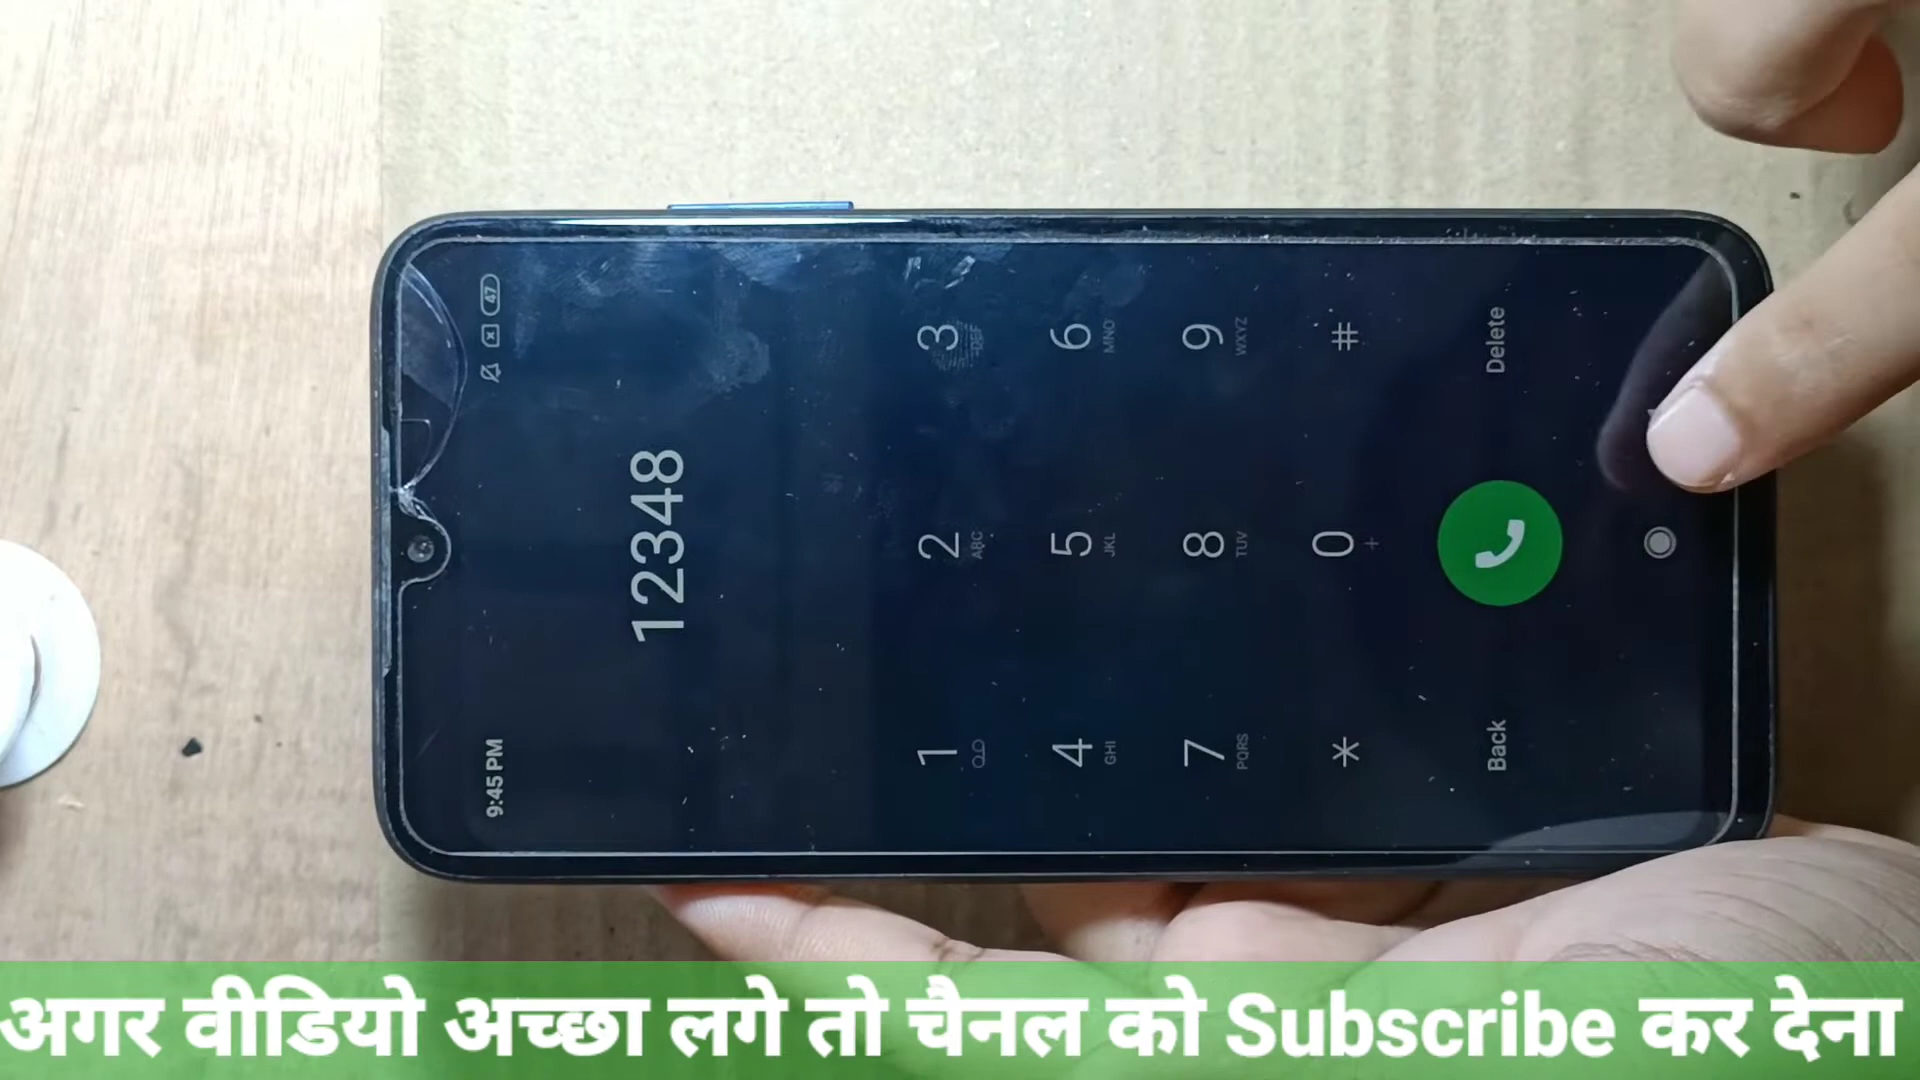 9:45 PM 47
12348
1 2 ABC 3 DEF
4 GHI 5 JKL 6 MNO
7 PQRS 8 TUV 9 WXYZ
* 0 + #
Back Delete
अगर वीडियो अच्छा लगे तो चैनल को Subscribe कर देना